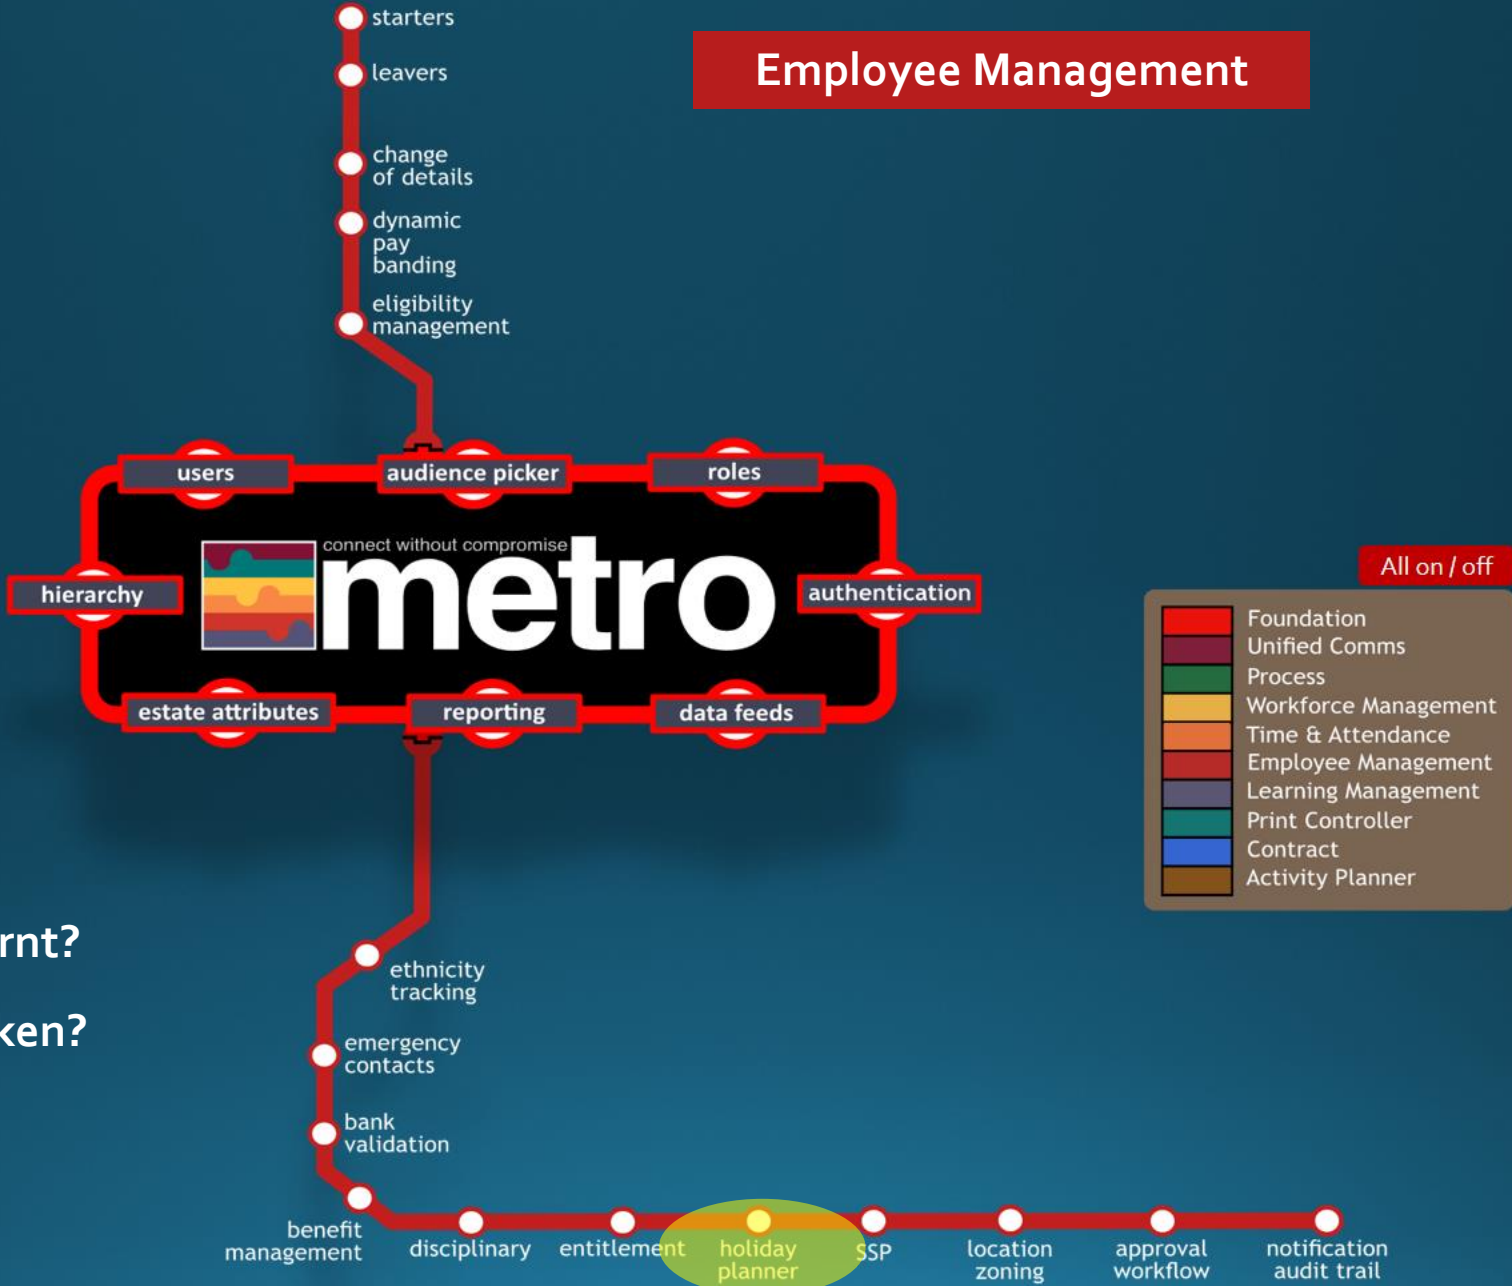 starters
Employee Management
leavers
change
of details
dynamic
pay
banding
eligibility
management
users
audience picker
roles
connect without compromise
metro
hierarchy
authentication
estate attributes
reporting
data feeds
All on / off
Foundation
Unified Comms
Process
Workforce Management
Time & Attendance
Employee Management
Learning Management
Print Controller
Contract
Activity Planner
rnt?
ken?
ethnicity
tracking
emergency
contacts
bank
validation
benefit
management
disciplinary
entitlement
holiday
planner
SSP
location
zoning
approval
workflow
notification
audit trail